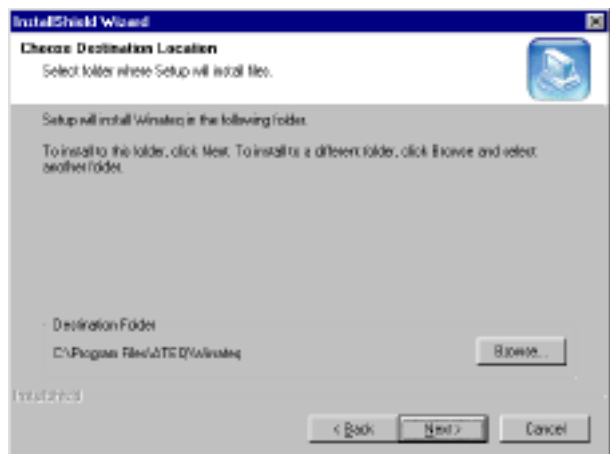 InstallShield Wizard
Choose Destination Location
Select folder where Setup will install files.
Setup will install Winateq in the following folder.
To install to this folder, click Next. To install to a different folder, click Browse and select
another folder.
Destination Folder
C:\Program Files\ATEQ\Winateq
Browse...
InstallShield
< Back
Next >
Cancel